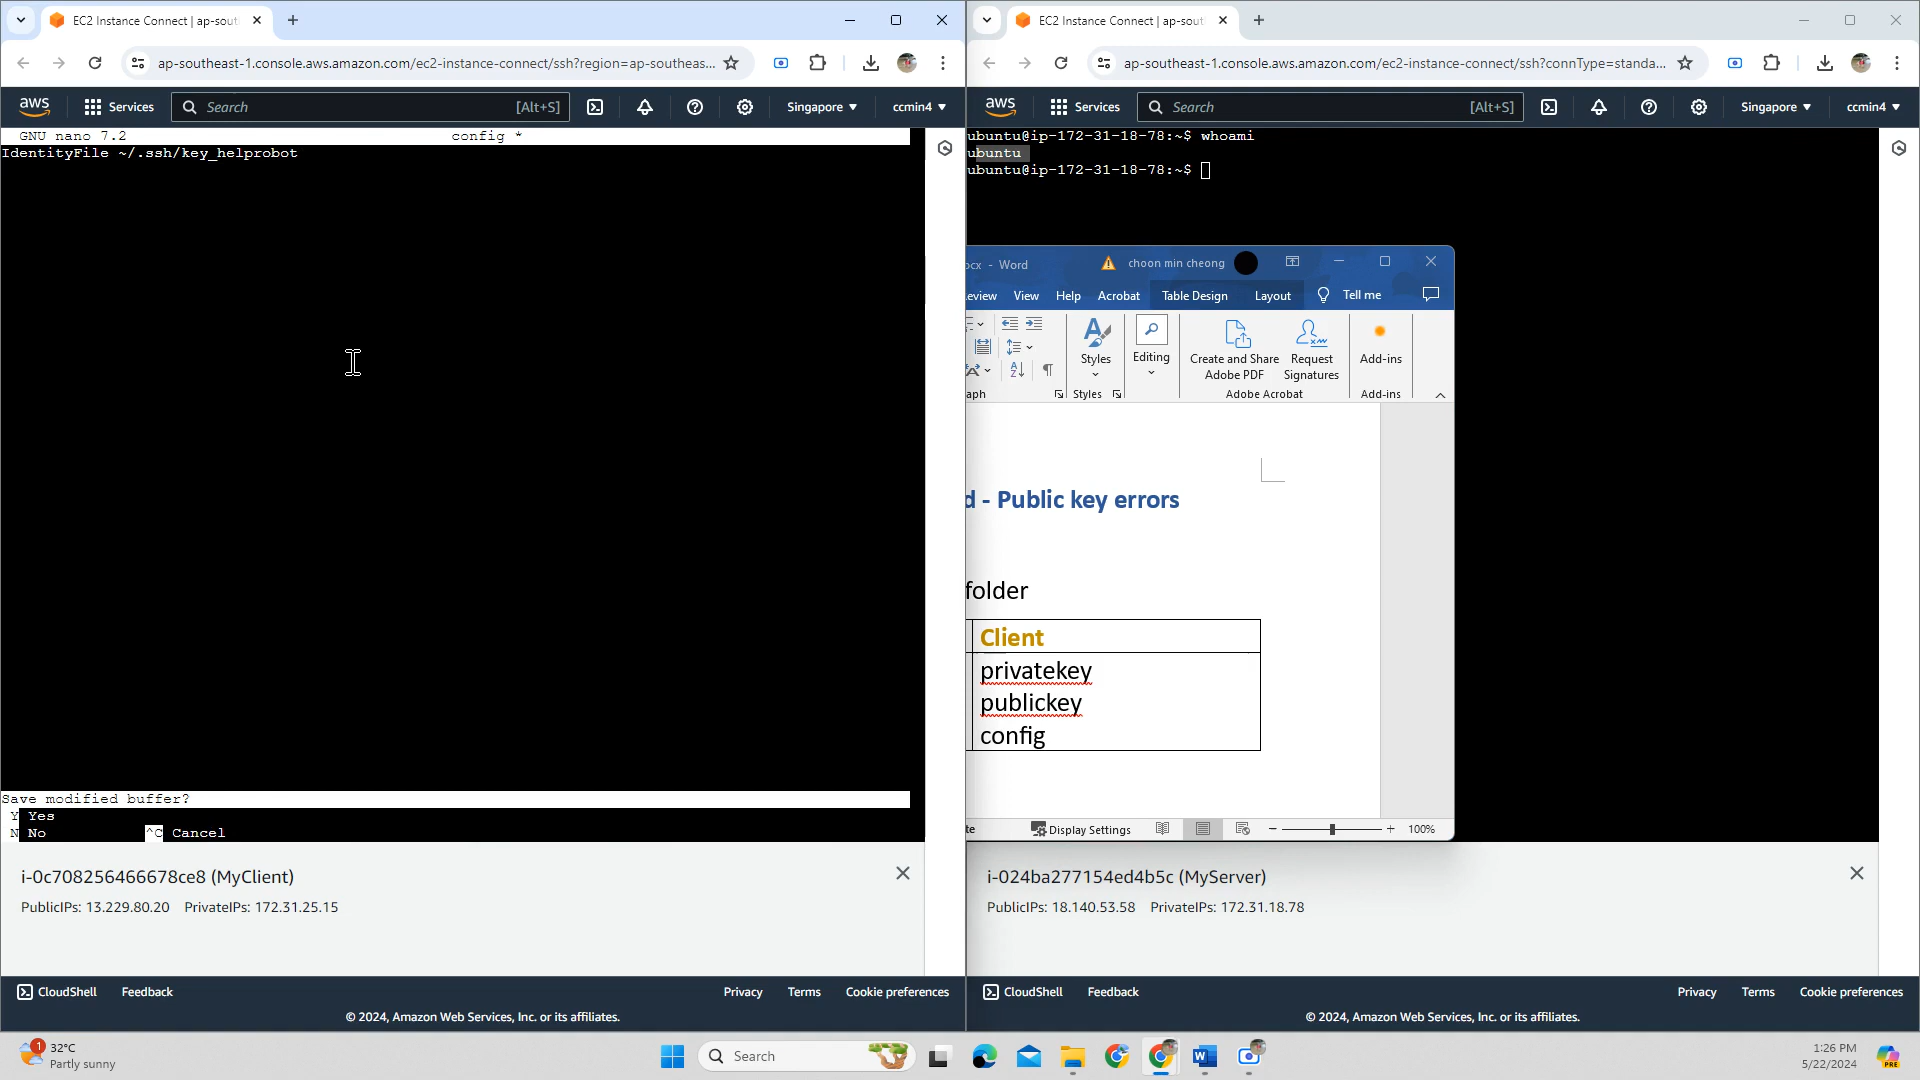 EC2 Instance Connect | ap-sout
ap-southeast-1.console.aws.amazon.com/ec2-instance-connect/ssh?region=ap-southeas...
aws
Services
Search
[Alt+S]
Singapore
ccmin4
GNU nano 7.2
config *
IdentityFile ~/.ssh/key_helprobot
Save modified buffer?
Y Yes
N No
^C Cancel
i-0c708256466678ce8 (MyClient)
PublicIPs: 13.229.80.20 PrivateIPs: 172.31.25.15
CloudShell
Feedback
Privacy
Terms
Cookie preferences
© 2024, Amazon Web Services, Inc. or its affiliates.
EC2 Instance Connect | ap-sout
ap-southeast-1.console.aws.amazon.com/ec2-instance-connect/ssh?connType=standa...
aws
Services
Search
[Alt+S]
Singapore
ccmin4
ubuntu@ip-172-31-18-78:~$ whoami
ubuntu
ubuntu@ip-172-31-18-78:~$
ocx - Word
choon min cheong
eview
View
Help
Acrobat
Table Design
Layout
Tell me
Styles
Editing
Create and Share
Adobe PDF
Request
Signatures
Add-ins
aph
Styles
Adobe Acrobat
Add-ins
d - Public key errors
folder
Client
privatekey
publickey
config
te
Display Settings
100%
i-024ba277154ed4b5c (MyServer)
PublicIPs: 18.140.53.58 PrivateIPs: 172.31.18.78
CloudShell
Feedback
Privacy
Terms
Cookie preferences
© 2024, Amazon Web Services, Inc. or its affiliates.
1
32°C
Partly sunny
Search
1:26 PM
5/22/2024
PRE